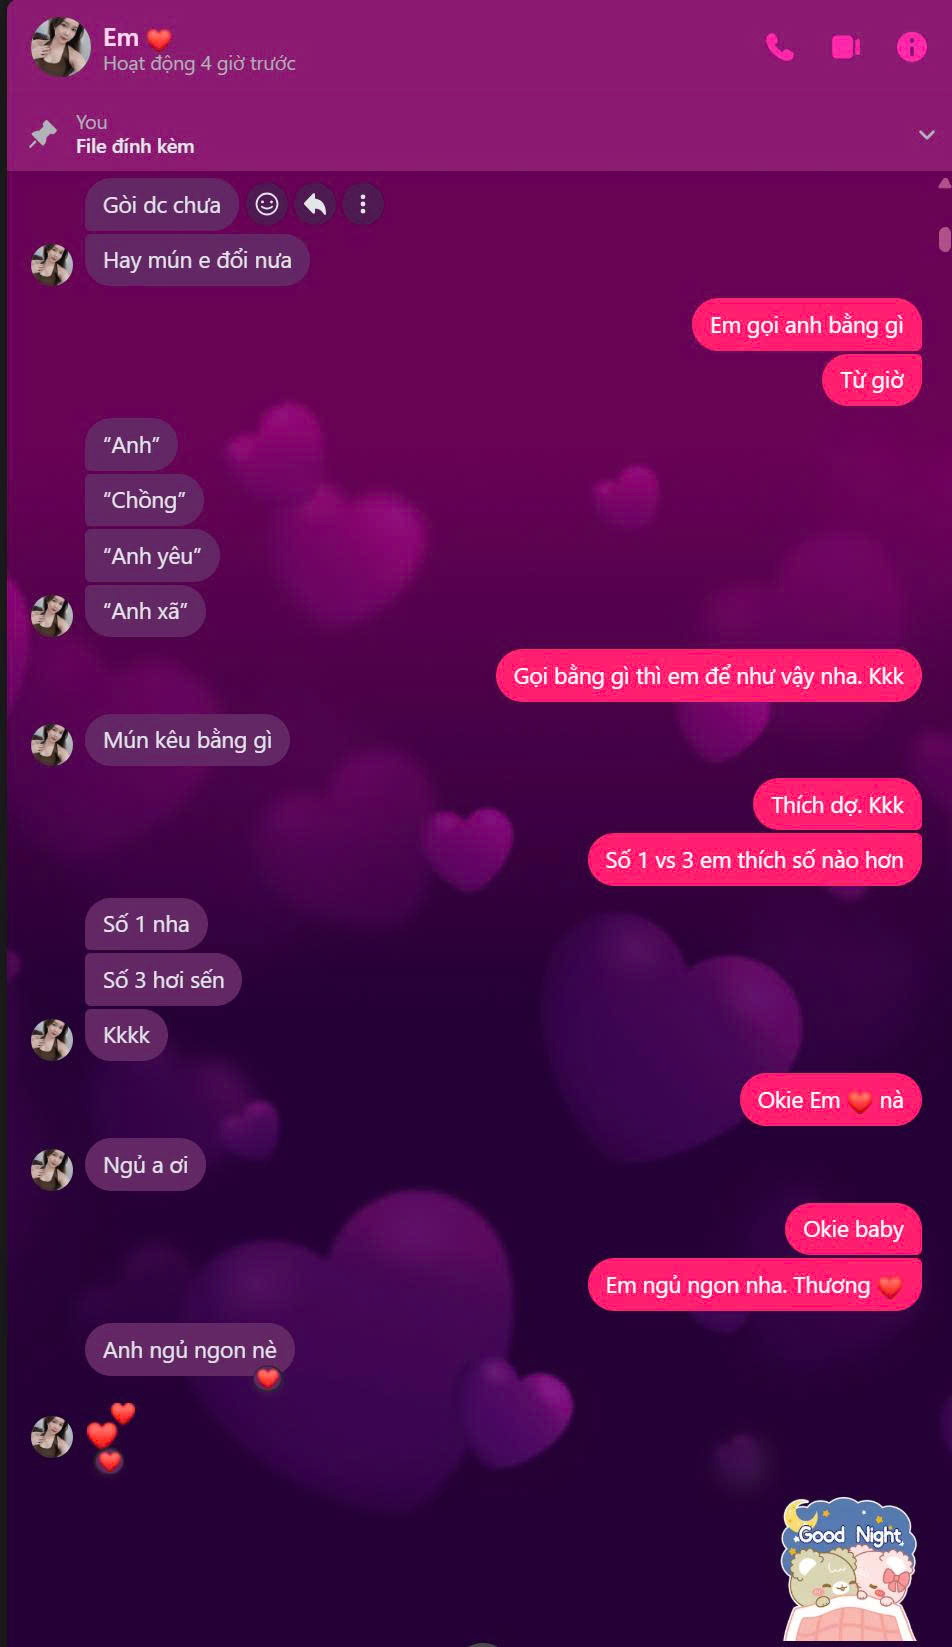 Em ❤️
Hoạt động 4 giờ trước
You
File đính kèm
Gòi dc chưa
Hay mún e đổi nưa
Em gọi anh bằng gì
Từ giờ
“Anh”
“Chồng”
“Anh yêu”
“Anh xã”
Gọi bằng gì thì em để như vậy nha. Kkk
Mún kêu bằng gì
Thích dợ. Kkk
Số 1 vs 3 em thích số nào hơn
Số 1 nha
Số 3 hơi sến
Kkkk
Okie Em ❤️ nà
Ngủ a ơi
Okie baby
Em ngủ ngon nha. Thương ❤️
Anh ngủ ngon nè
Good Night